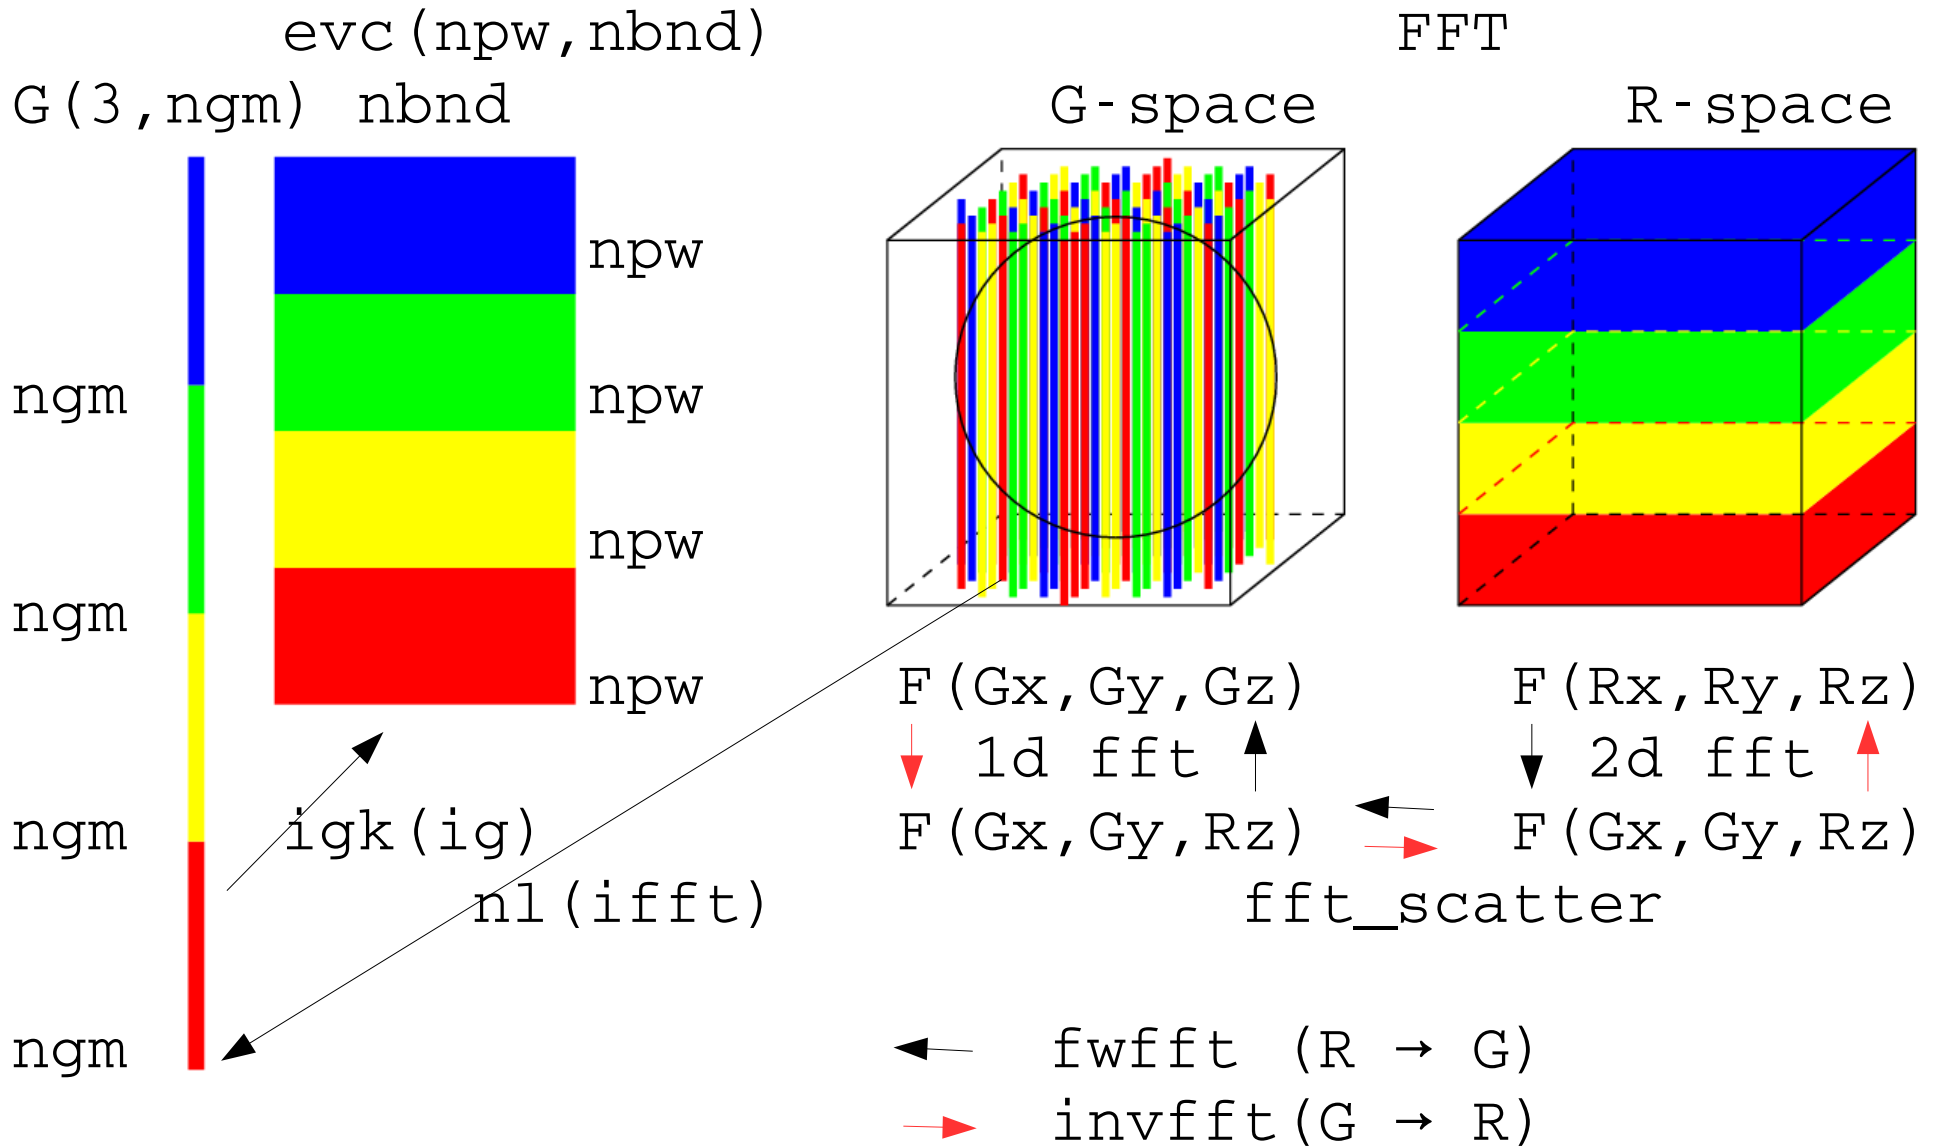 evc(npw,nbnd)
FFT
G(3,ngm) nbnd
G-space
R-space
npw
ngm
npw
npw
ngm
npw
F(Gx,Gy,Gz)
F(Rx,Ry,Rz)
1d fft
2d fft
ngm
igk(ig)
F(Gx,Gy,Rz)
F(Gx,Gy,Rz)
nl(ifft)
fft_scatter
ngm
fwfft (R → G)
invfft(G → R)